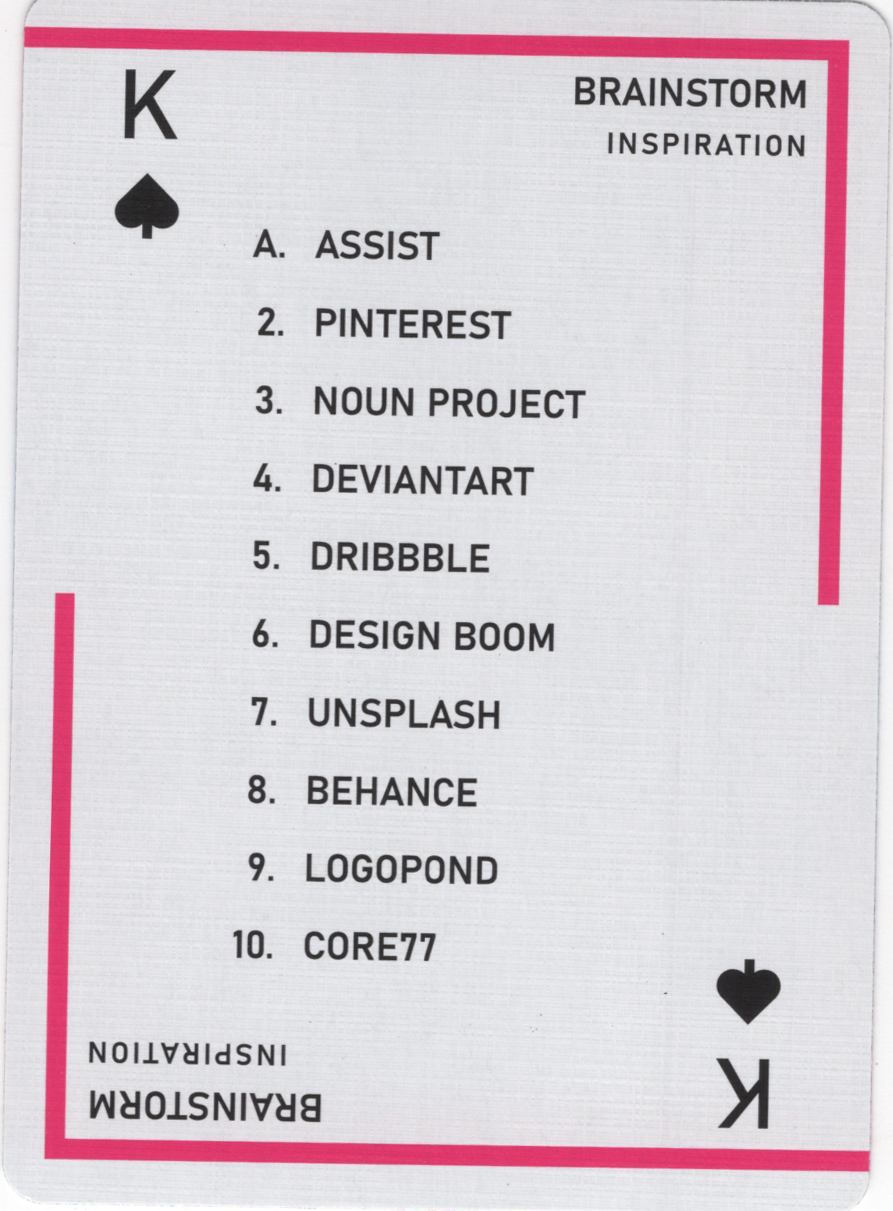 K
BRAINSTORM
INSPIRATION
A. ASSIST
2. PINTEREST
3. NOUN PROJECT
4. DEVIANTART
5. DRIBBBLE
6. DESIGN BOOM
7. UNSPLASH
8. BEHANCE
9. LOGOPOND
10. CORE77
INSPIRATION
BRAINSTORM
K